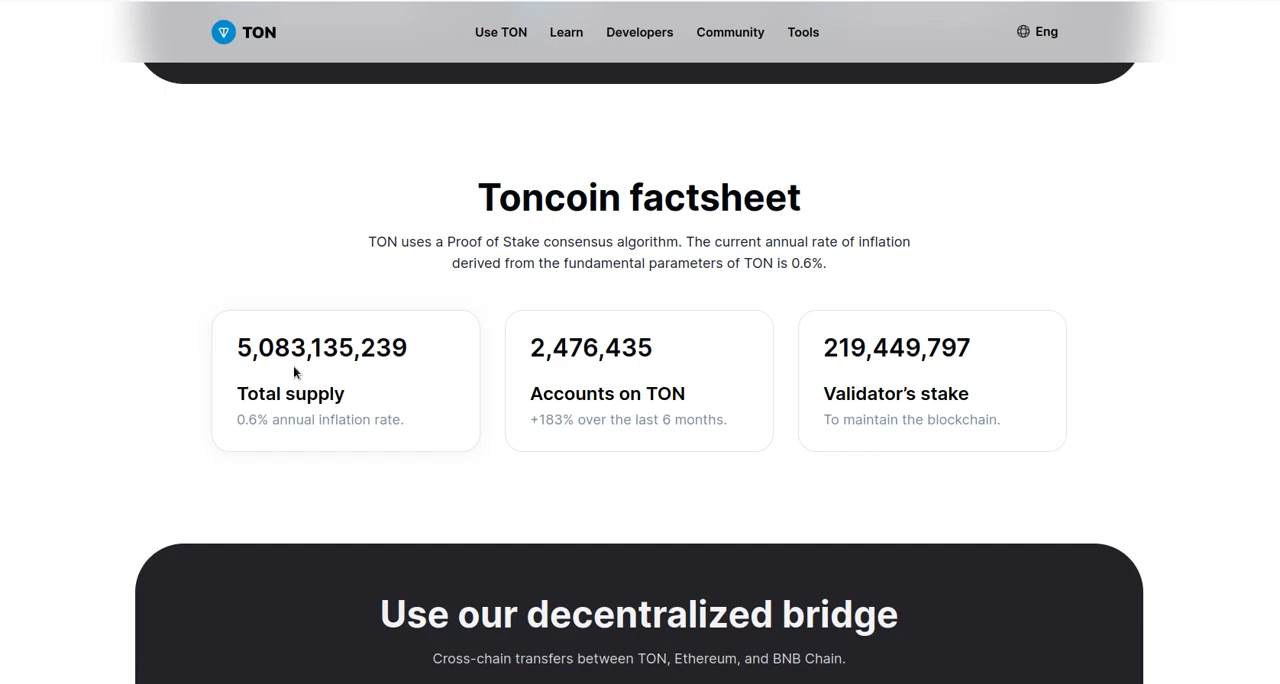 TON
Use TON Learn Developers Community Tools
Eng
Toncoin factsheet
TON uses a Proof of Stake consensus algorithm. The current annual rate of inflation
derived from the fundamental parameters of TON is 0.6%.
5,083,135,239
Total supply
0.6% annual inflation rate.
2,476,435
Accounts on TON
+183% over the last 6 months.
219,449,797
Validator’s stake
To maintain the blockchain.
Use our decentralized bridge
Cross-chain transfers between TON, Ethereum, and BNB Chain.